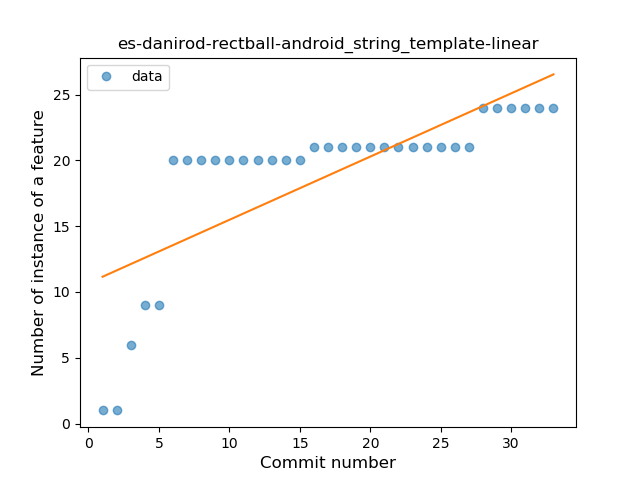 es-danirod-rectball-android_string_template-linear
data
Number of instance of a feature
25
20
15
10
5
0
0 5 10 15 20 25 30
Commit number